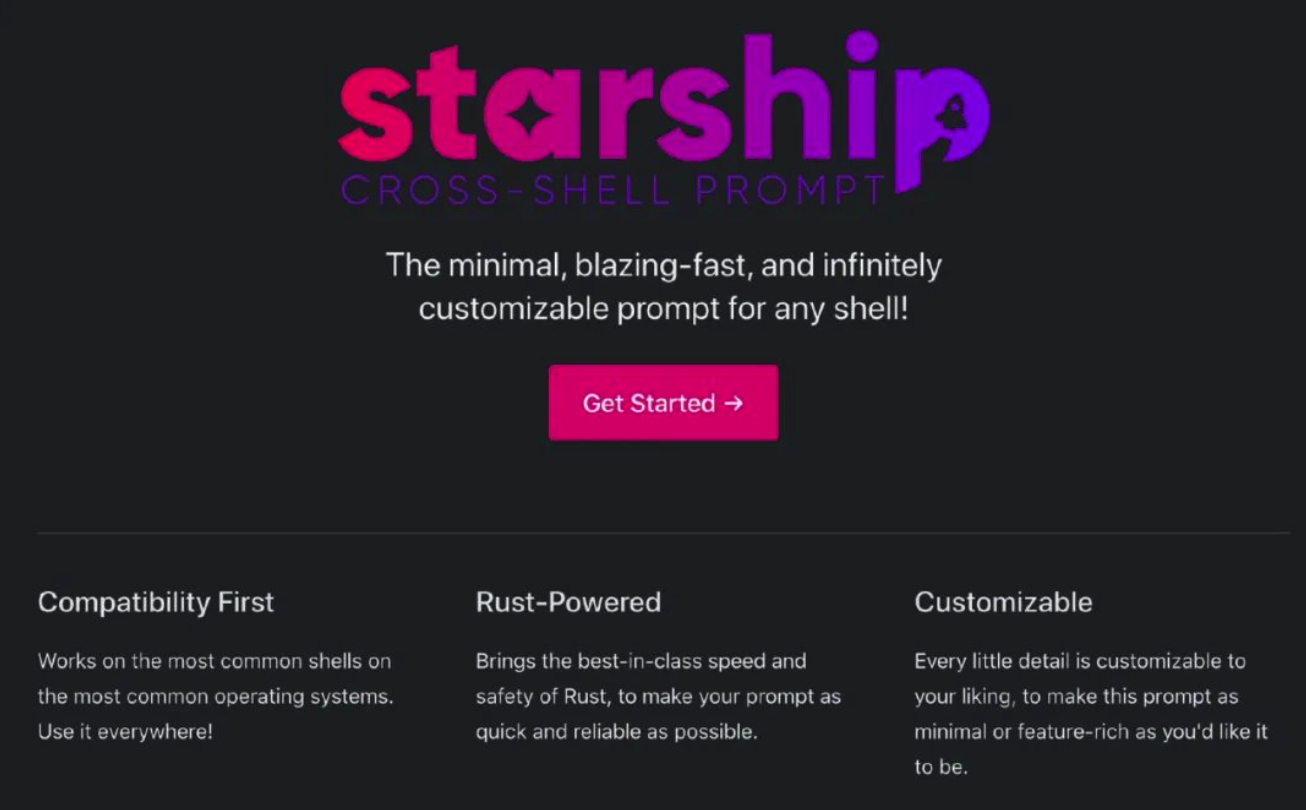 starship
CROSS-SHELL PROMPT
The minimal, blazing-fast, and infinitely
customizable prompt for any shell!
Get Started →
Compatibility First
Works on the most common shells on
the most common operating systems.
Use it everywhere!
Rust-Powered
Brings the best-in-class speed and
safety of Rust, to make your prompt as
quick and reliable as possible.
Customizable
Every little detail is customizable to
your liking, to make this prompt as
minimal or feature-rich as you'd like it
to be.